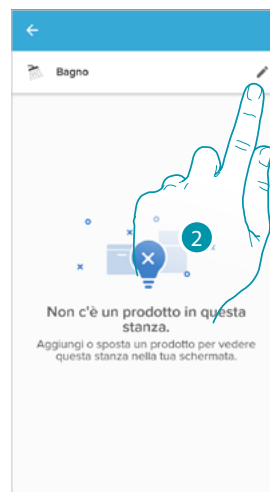 Bagno
2
Non c'è un prodotto in questa
stanza.
Aggiungi o sposta un prodotto per vedere
questa stanza nella tua schermata.